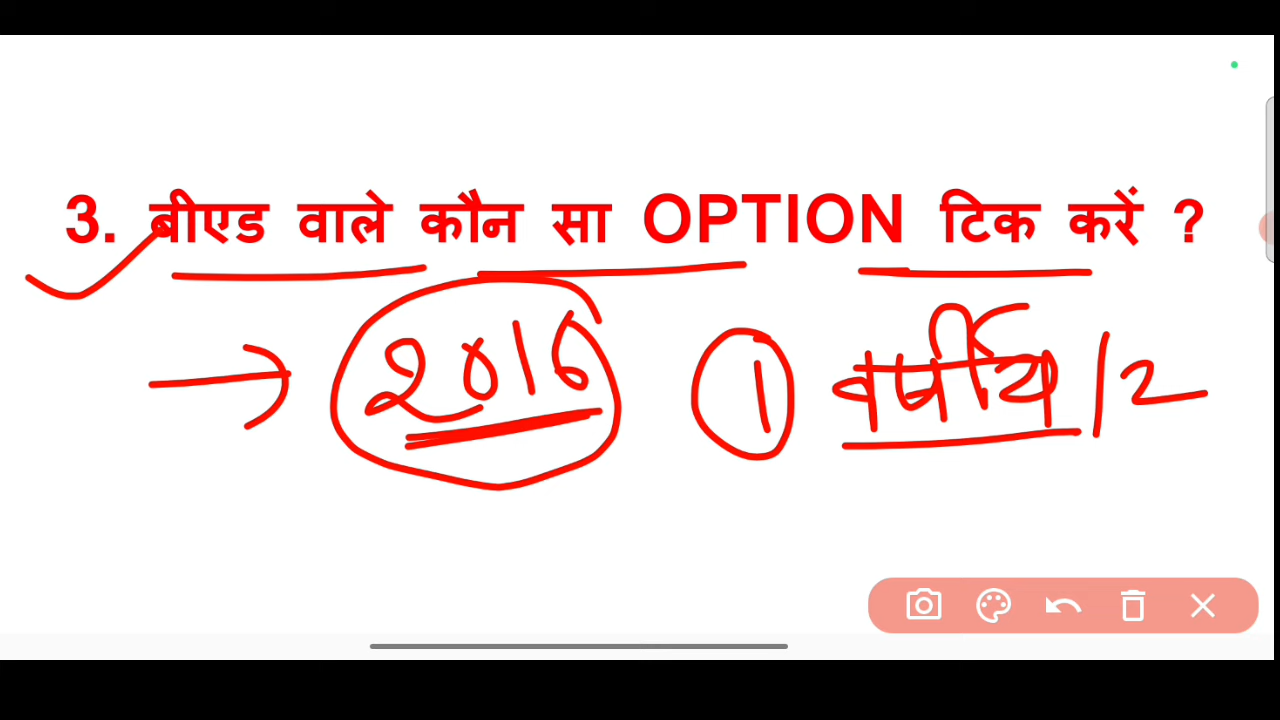 3. बीएड वाले कौन सा OPTION टिक करें ?
→ 2016 1 वर्षीय / 2